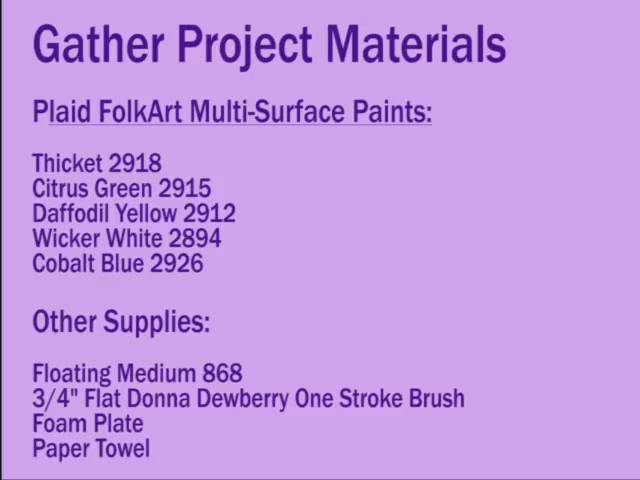 Gather Project Materials
Plaid FolkArt Multi-Surface Paints:
Thicket 2918
Citrus Green 2915
Daffodil Yellow 2912
Wicker White 2894
Cobalt Blue 2926
Other Supplies:
Floating Medium 868
3/4" Flat Donna Dewberry One Stroke Brush
Foam Plate
Paper Towel